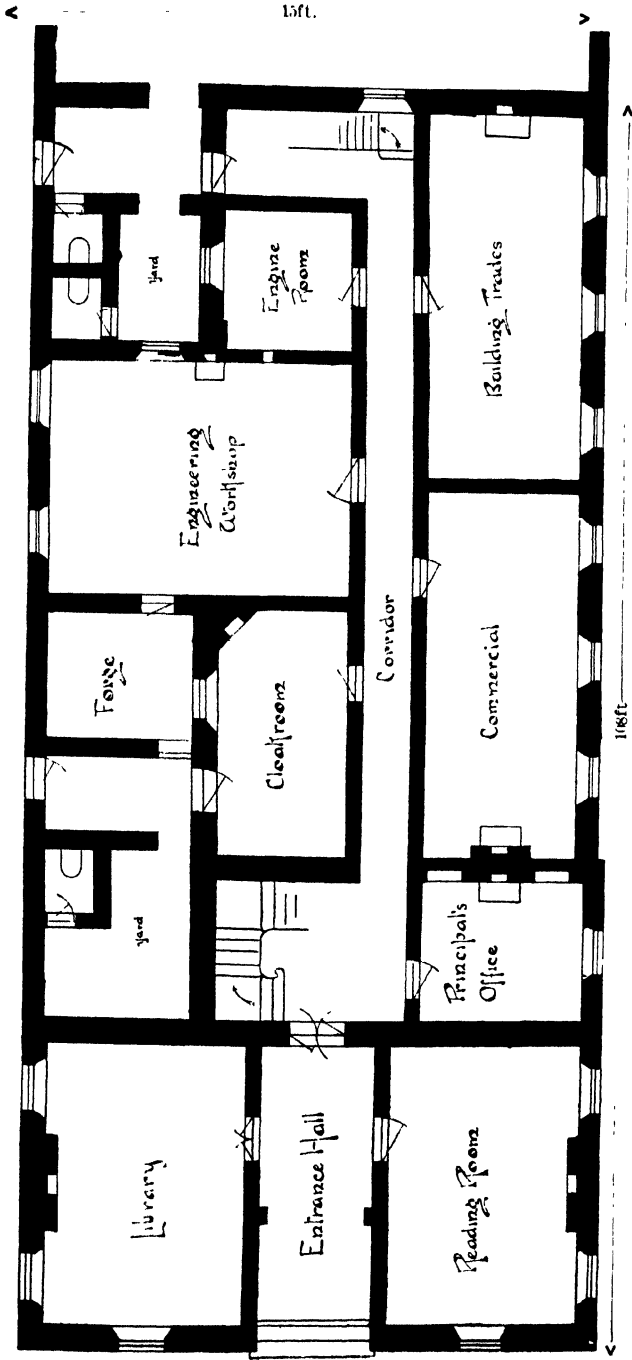 15ft.
Yard
Engine
Room
Building Trades
Engineering
Workshop
Corridor
Forge
Cloakroom
Commercial
108ft
Yard
Principal's
Office
Library
Entrance Hall
Reading Room